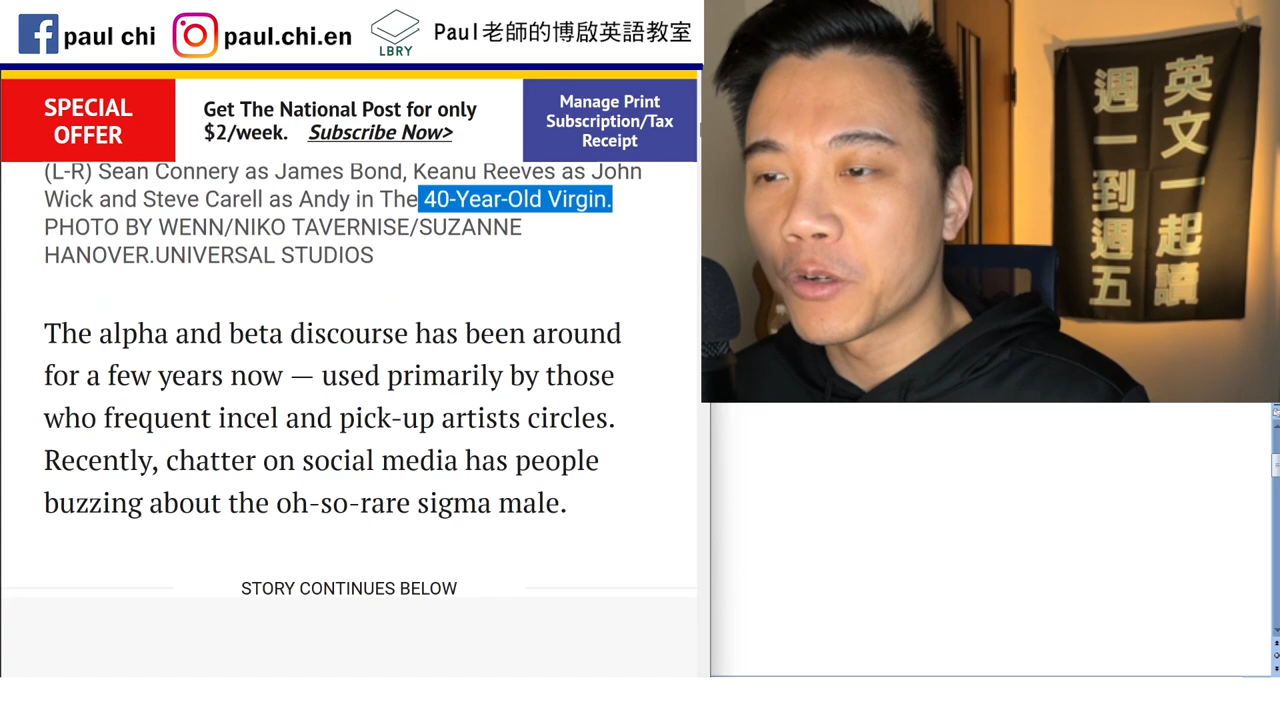 paul chi
paul.chi.en
LBRY
Paul老師的博啟英語教室
SPECIAL
OFFER
Get The National Post for only
$2/week. Subscribe Now>
Manage Print
Subscription/Tax
Receipt
(L-R) Sean Connery as James Bond, Keanu Reeves as John
Wick and Steve Carell as Andy in The 40-Year-Old Virgin.
PHOTO BY WENN/NIKO TAVERNISE/SUZANNE
HANOVER.UNIVERSAL STUDIOS
The alpha and beta discourse has been around
for a few years now — used primarily by those
who frequent incel and pick-up artists circles.
Recently, chatter on social media has people
buzzing about the oh-so-rare sigma male.
STORY CONTINUES BELOW
英文一起讀
週一到週五